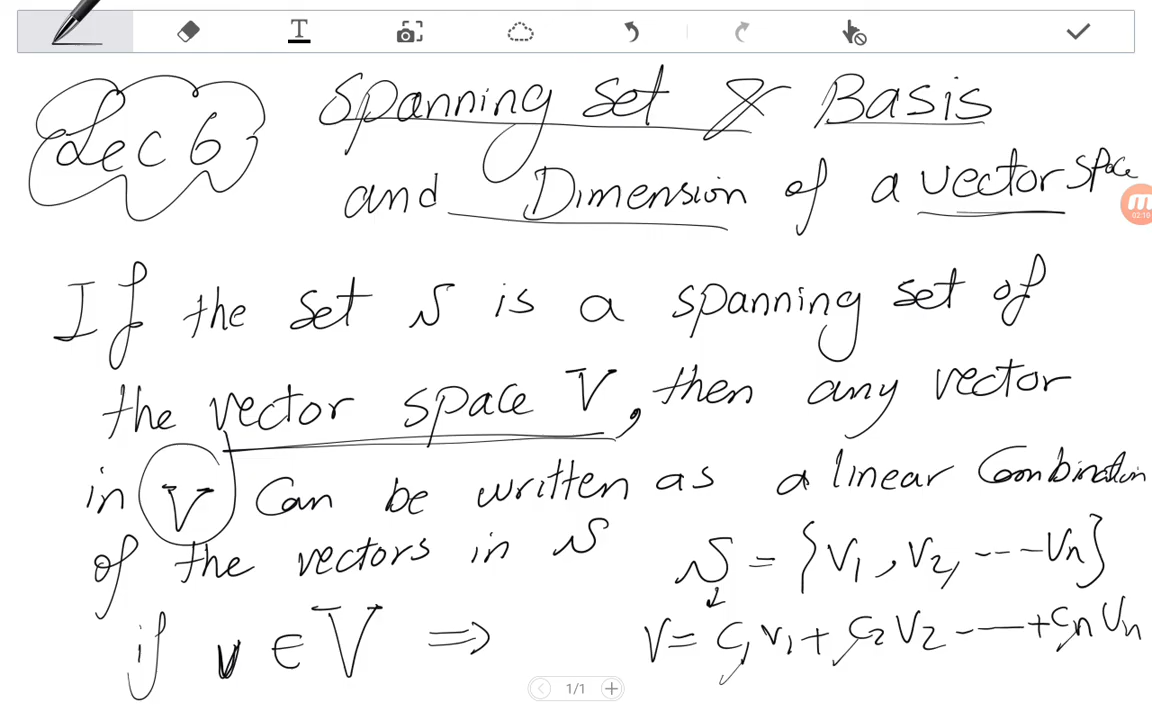 T
Lec 6
Spanning Set & Basis
and Dimension of a vector space
m
02:10
If the set S is a spanning set of
the vector space V, then any vector
in V Can be written as a linear Combination
of the vectors in S
S = {V1, V2, ---Vn}
if v ∈ V ⇒ V = C1V1 + C2V2 --- + CnVn
1/1